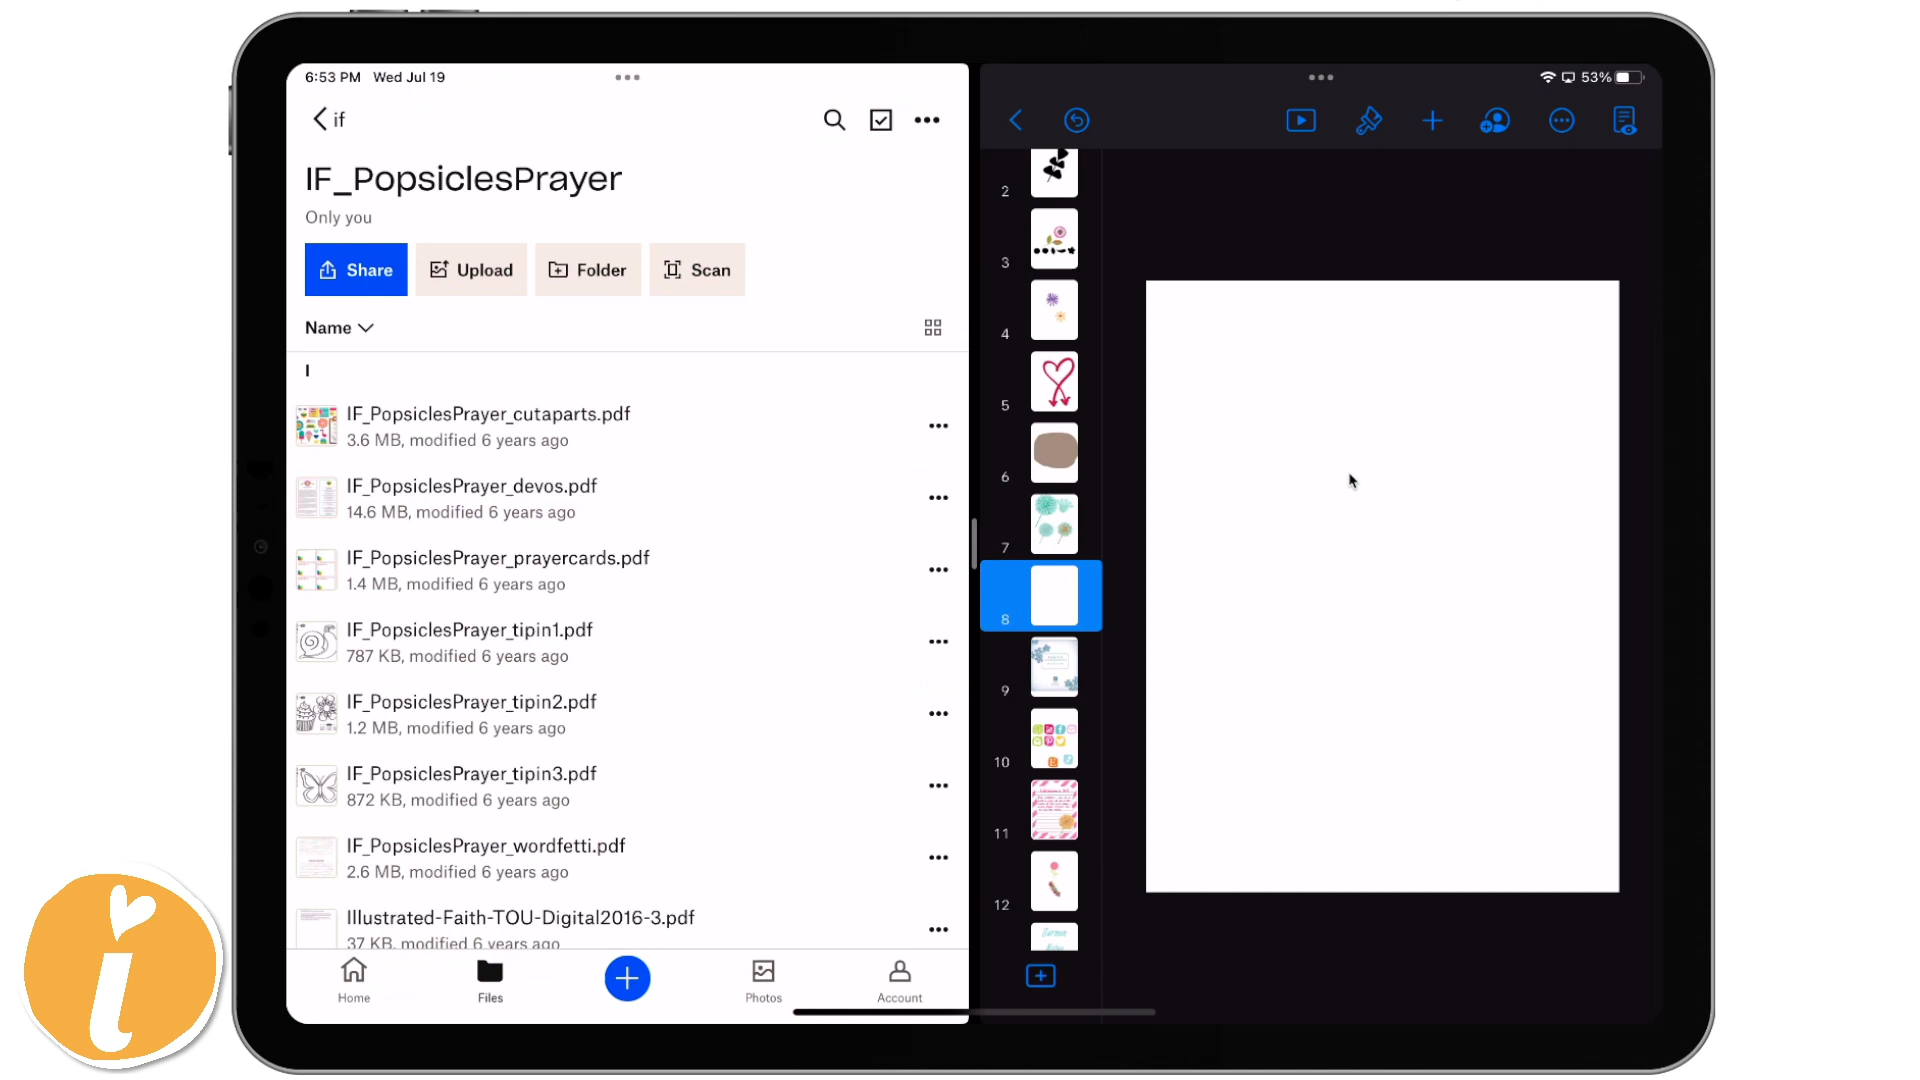 6:53 PM Wed Jul 19
53%
if
IF_PopsiclesPrayer
Only you
Share
Upload
Folder
Scan
Name
I
IF_PopsiclesPrayer_cutaparts.pdf
3.6 MB, modified 6 years ago
IF_PopsiclesPrayer_devos.pdf
14.6 MB, modified 6 years ago
IF_PopsiclesPrayer_prayercards.pdf
1.4 MB, modified 6 years ago
IF_PopsiclesPrayer_tipin1.pdf
787 KB, modified 6 years ago
IF_PopsiclesPrayer_tipin2.pdf
1.2 MB, modified 6 years ago
IF_PopsiclesPrayer_tipin3.pdf
872 KB, modified 6 years ago
IF_PopsiclesPrayer_wordfetti.pdf
2.6 MB, modified 6 years ago
Illustrated-Faith-TOU-Digital2016-3.pdf
37 KB, modified 6 years ago
Home
Files
Photos
Account
2
3
4
5
6
7
8
9
10
11
12
Sermon
Notes
i